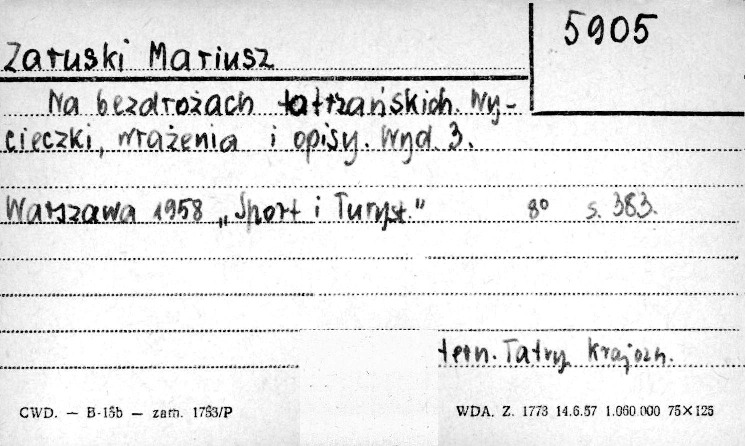 5905
Zaruski Mariusz
Na bezdrożach tatrzańskich. Wy-
cieczki, wrażenia i opisy. Wyd. 3.
Warszawa 1958 „Sport i Turyst." 8° s. 383.
tern. Tatry Krajozn.
CWD. — B-15b — zam. 1783/P
WDA. Z. 1773 14.6.57 1.060.000 75×125